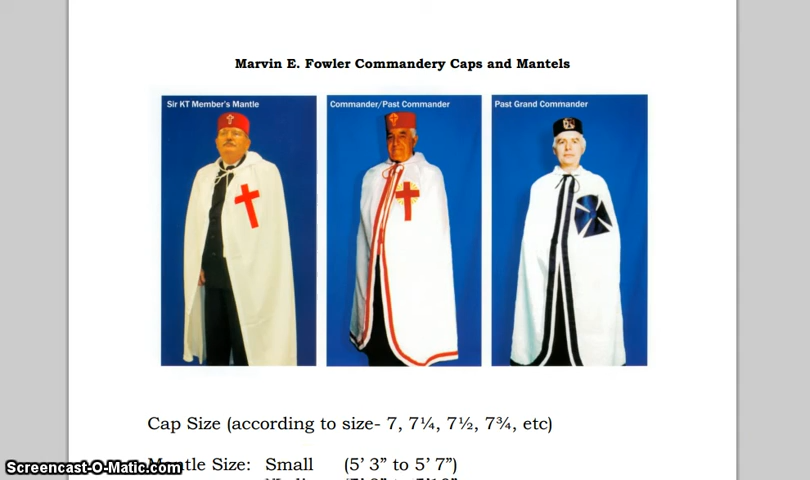 Marvin E. Fowler Commandery Caps and Mantels
Sir KT Member's Mantle
Commander/Past Commander
Past Grand Commander
Cap Size (according to size- 7, 7¼, 7½, 7¾, etc)
Mantle Size: Small (5' 3" to 5' 7")
Screencast-O-Matic.com